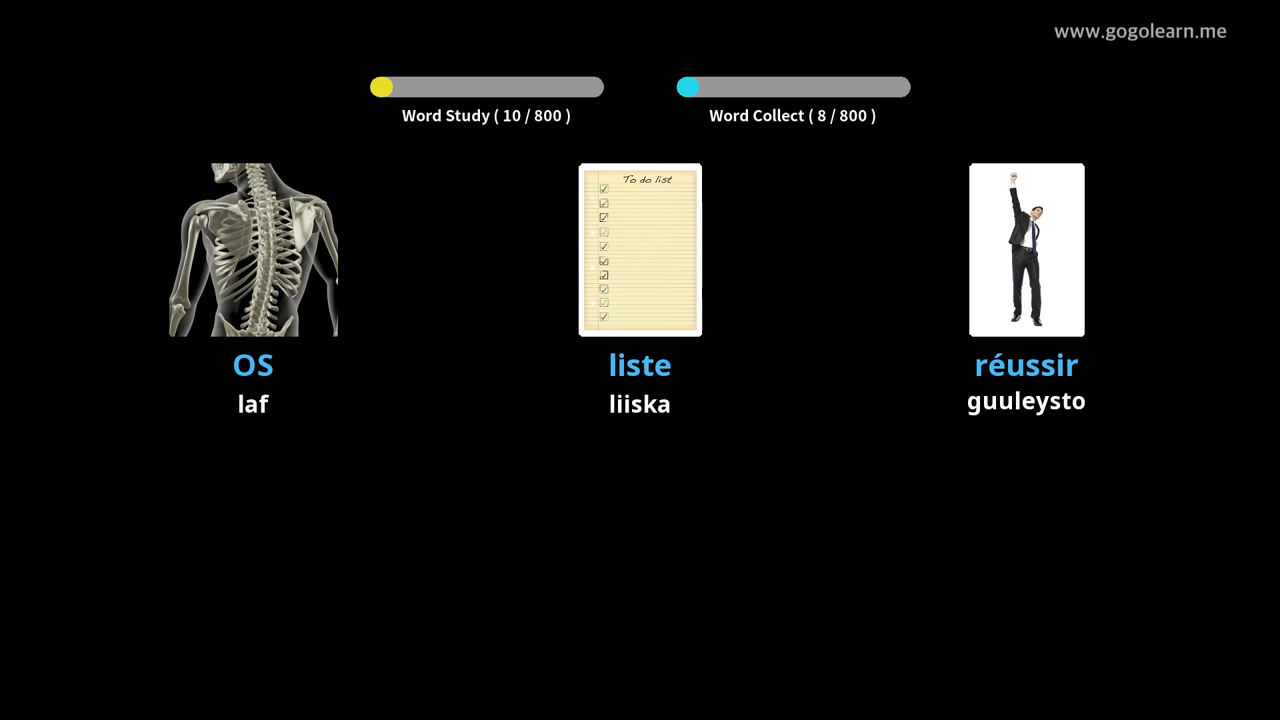 www.gogolearn.me
Word Study ( 10 / 800 )
Word Collect ( 8 / 800 )
To do list
OS
laf
liste
liiska
réussir
guuleysto